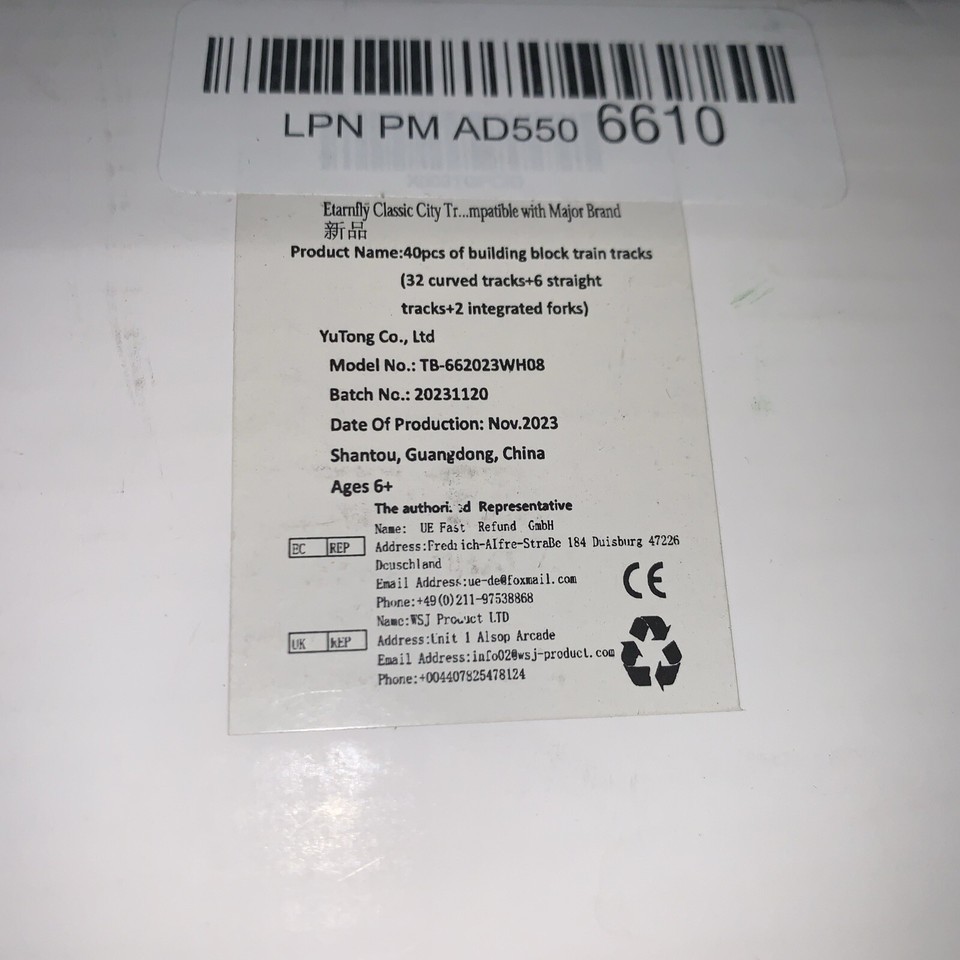 LPN PM AD550 6610
Etarnfly Classic City Tr...mpatible with Major Brand
新品
Product Name:40pcs of building block train tracks
(32 curved tracks+6 straight
tracks+2 integrated forks)
YuTong Co., Ltd
Model No.: TB-662023WH08
Batch No.: 20231120
Date Of Production: Nov.2023
Shantou, Guangdong, China
Ages 6+
The Representative
Name: UE Fast Refund GmbH
EC REP
Address:Fredrich-AIfre-StraBe 184 Duisburg 47226
Deuschland
Email Address:ue-de@foxmail.com
Phone:+49(0)211-97538868
Name:WSJ Product LTD
UK REP
Address:Unit 1 Alsop Arcade
Email Address:info02@wsj-product.com
Phone:+004407825478124
CE